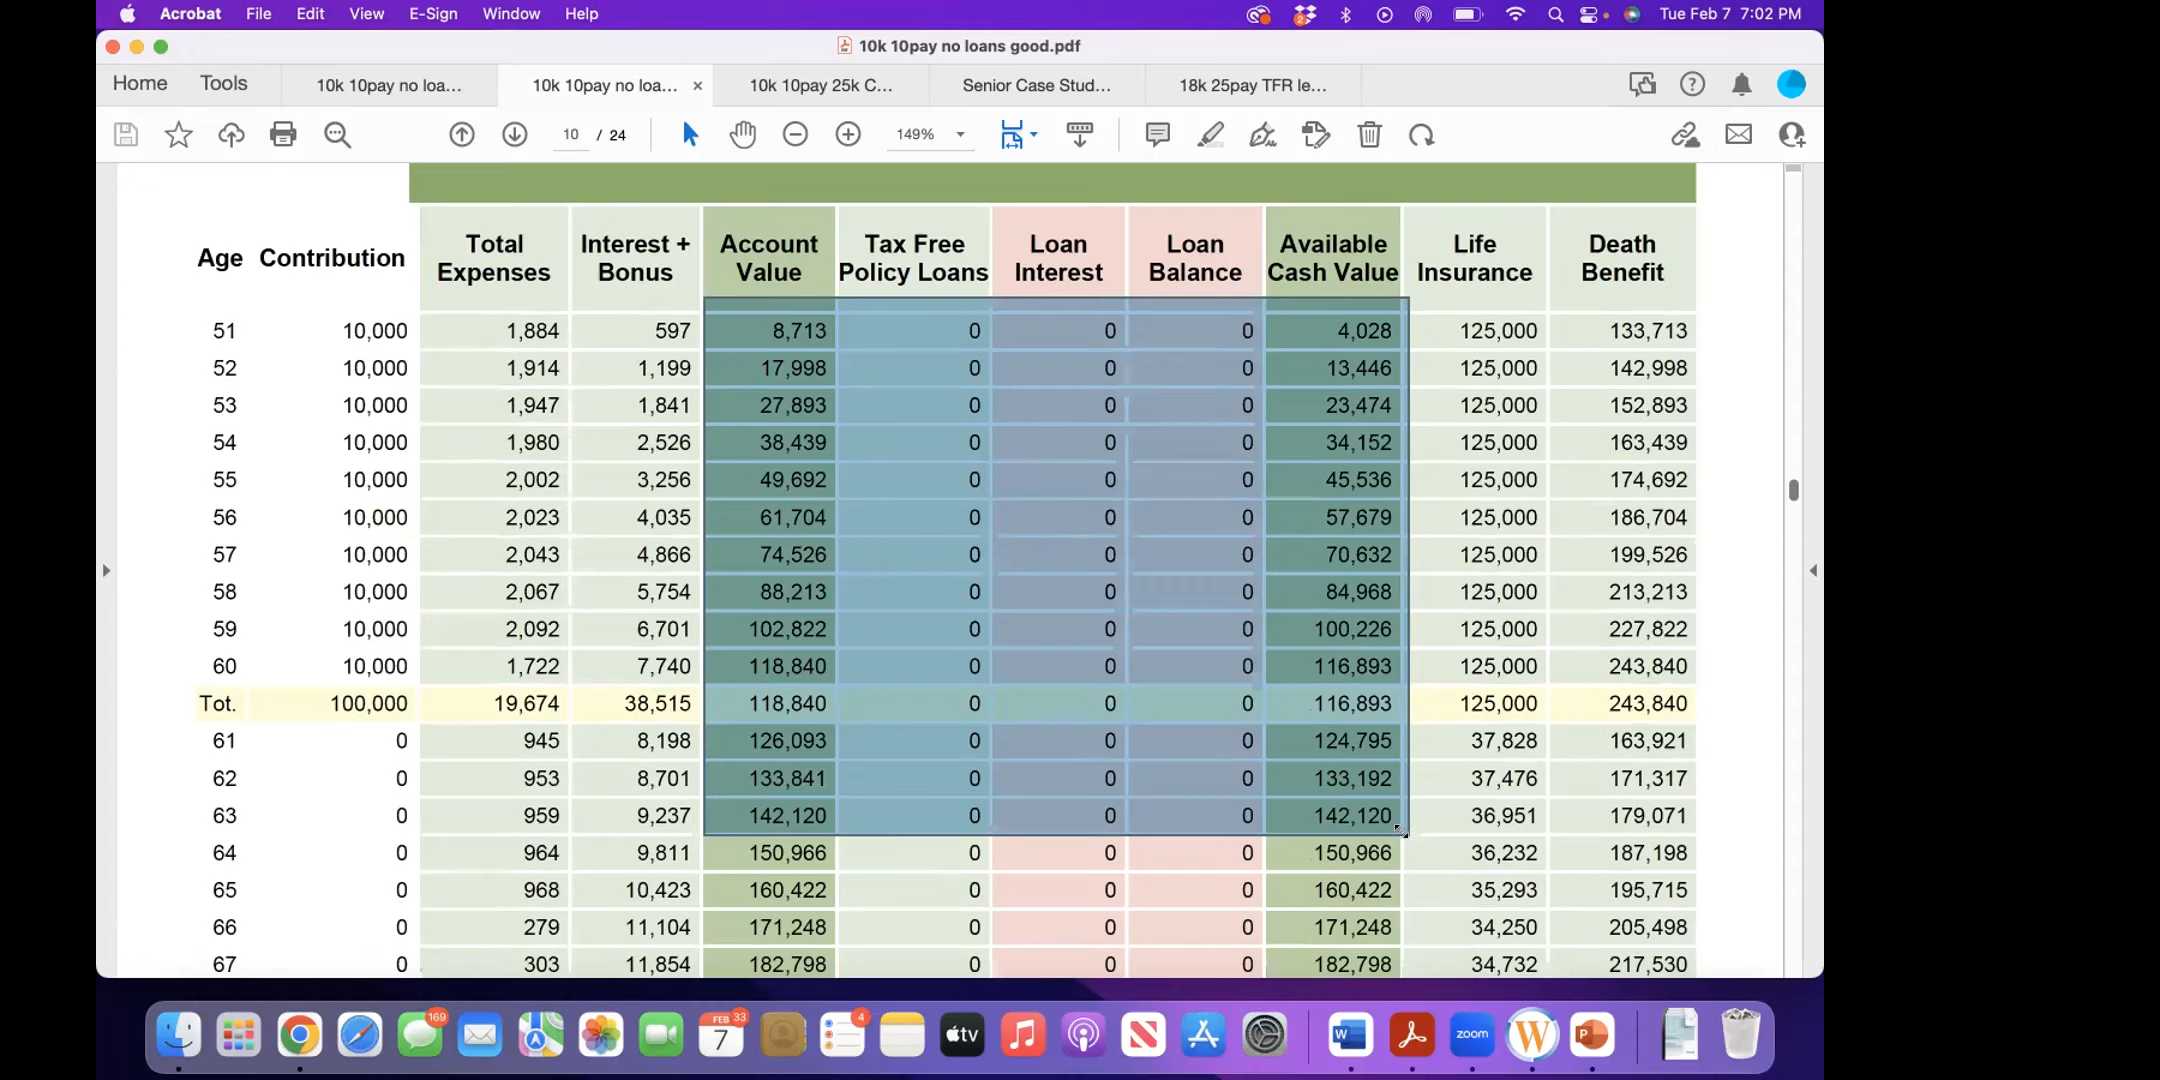 Acrobat File Edit View E-Sign Window Help 2 Tue Feb 7 7:02 PM
10k 10pay no loans good.pdf
Home Tools 10k 10pay no loa... 10k 10pay no loa... × 10k 10pay 25k C... Senior Case Stud... 18k 25pay TFR le...
10 / 24 149%
Age Contribution Total Expenses Interest + Bonus Account Value Tax Free Policy Loans Loan Interest Loan Balance Available Cash Value Life Insurance Death Benefit
51 10,000 1,884 597 8,713 0 0 0 4,028 125,000 133,713
52 10,000 1,914 1,199 17,998 0 0 0 13,446 125,000 142,998
53 10,000 1,947 1,841 27,893 0 0 0 23,474 125,000 152,893
54 10,000 1,980 2,526 38,439 0 0 0 34,152 125,000 163,439
55 10,000 2,002 3,256 49,692 0 0 0 45,536 125,000 174,692
56 10,000 2,023 4,035 61,704 0 0 0 57,679 125,000 186,704
57 10,000 2,043 4,866 74,526 0 0 0 70,632 125,000 199,526
58 10,000 2,067 5,754 88,213 0 0 0 84,968 125,000 213,213
59 10,000 2,092 6,701 102,822 0 0 0 100,226 125,000 227,822
60 10,000 1,722 7,740 118,840 0 0 0 116,893 125,000 243,840
Tot. 100,000 19,674 38,515 118,840 0 0 0 116,893 125,000 243,840
61 0 945 8,198 126,093 0 0 0 124,795 37,828 163,921
62 0 953 8,701 133,841 0 0 0 133,192 37,476 171,317
63 0 959 9,237 142,120 0 0 0 142,120 36,951 179,071
64 0 964 9,811 150,966 0 0 0 150,966 36,232 187,198
65 0 968 10,423 160,422 0 0 0 160,422 35,293 195,715
66 0 279 11,104 171,248 0 0 0 171,248 34,250 205,498
67 0 303 11,854 182,798 0 0 0 182,798 34,732 217,530
169 FEB 33 7 4 tv N W zoom W P